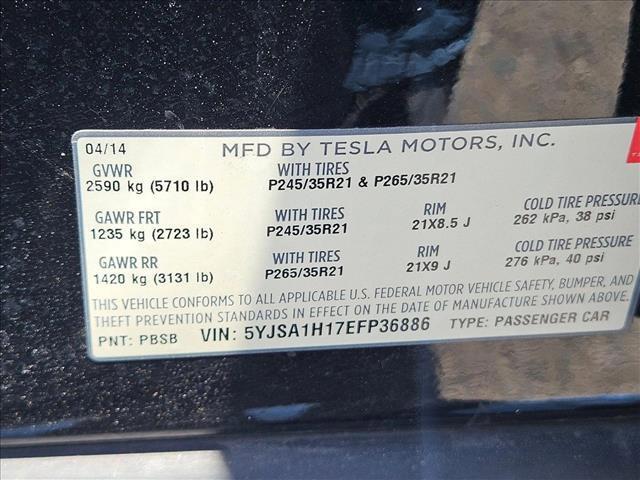 04/14 MFD BY TESLA MOTORS, INC.
GVWR WITH TIRES
2590 kg (5710 lb) P245/35R21 & P265/35R21
GAWR FRT WITH TIRES RIM COLD TIRE PRESSURE
1235 kg (2723 lb) P245/35R21 21X8.5 J 262 kPa, 38 psi
GAWR RR WITH TIRES RIM COLD TIRE PRESSURE
1420 kg (3131 lb) P265/35R21 21X9 J 276 kPa, 40 psi
THIS VEHICLE CONFORMS TO ALL APPLICABLE U.S. FEDERAL MOTOR VEHICLE SAFETY, BUMPER, AND
THEFT PREVENTION STANDARDS IN EFFECT ON THE DATE OF MANUFACTURE SHOWN ABOVE.
PNT: PBSB VIN: 5YJSA1H17EFP36886 TYPE: PASSENGER CAR